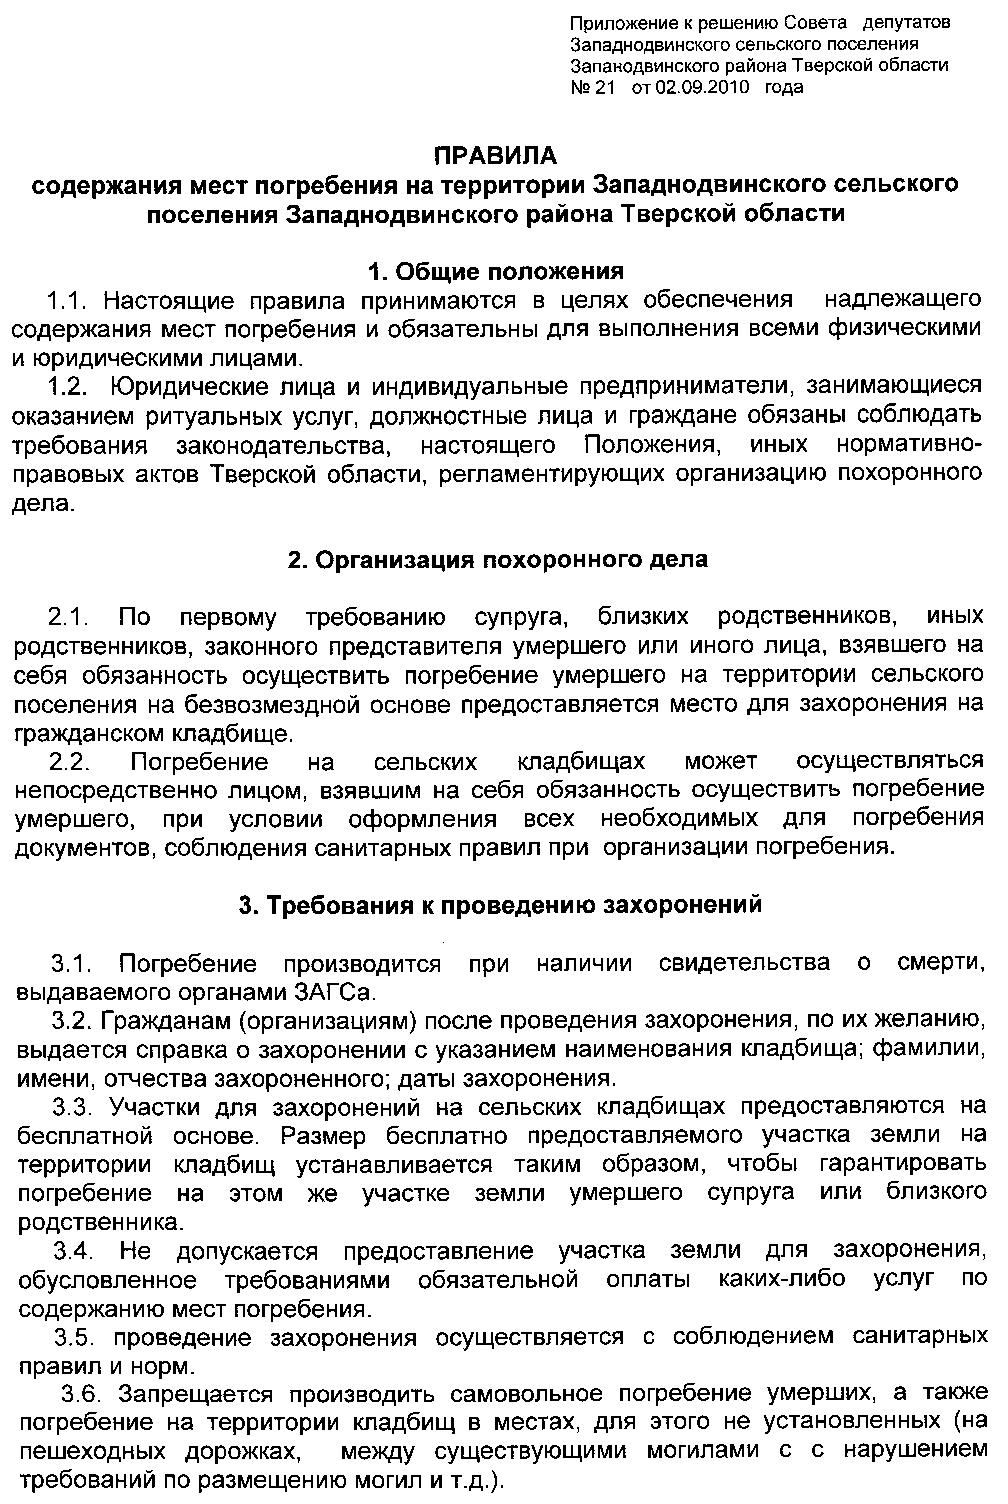 Приложение к решению Совета депутатов
Западнодвинского сельского поселения
Запанодвинского района Тверской области
№ 21 от 02.09.2010 года
ПРАВИЛА
содержания мест погребения на территории Западнодвинского сельского
поселения Западнодвинского района Тверской области
1. Общие положения
1.1. Настоящие правила принимаются в целях обеспечения надлежащего
содержания мест погребения и обязательны для выполнения всеми физическими
и юридическими лицами.
1.2. Юридические лица и индивидуальные предприниматели, занимающиеся
оказанием ритуальных услуг, должностные лица и граждане обязаны соблюдать
требования законодательства, настоящего Положения, иных нормативно-
правовых актов Тверской области, регламентирующих организацию похоронного
дела.
2. Организация похоронного дела
2.1. По первому требованию супруга, близких родственников, иных
родственников, законного представителя умершего или иного лица, взявшего на
себя обязанность осуществить погребение умершего на территории сельского
поселения на безвозмездной основе предоставляется место для захоронения на
гражданском кладбище.
2.2. Погребение на сельских кладбищах может осуществляться
непосредственно лицом, взявшим на себя обязанность осуществить погребение
умершего, при условии оформления всех необходимых для погребения
документов, соблюдения санитарных правил при организации погребения.
3. Требования к проведению захоронений
3.1. Погребение производится при наличии свидетельства о смерти,
выдаваемого органами ЗАГСа.
3.2. Гражданам (организациям) после проведения захоронения, по их желанию,
выдается справка о захоронении с указанием наименования кладбища; фамилии,
имени, отчества захороненного; даты захоронения.
3.3. Участки для захоронений на сельских кладбищах предоставляются на
бесплатной основе. Размер бесплатно предоставляемого участка земли на
территории кладбищ устанавливается таким образом, чтобы гарантировать
погребение на этом же участке земли умершего супруга или близкого
родственника.
3.4. Не допускается предоставление участка земли для захоронения,
обусловленное требованиями обязательной оплаты каких-либо услуг по
содержанию мест погребения.
3.5. проведение захоронения осуществляется с соблюдением санитарных
правил и норм.
3.6. Запрещается производить самовольное погребение умерших, а также
погребение на территории кладбищ в местах, для этого не установленных (на
пешеходных дорожках, между существующими могилами с с нарушением
требований по размещению могил и т.д.).